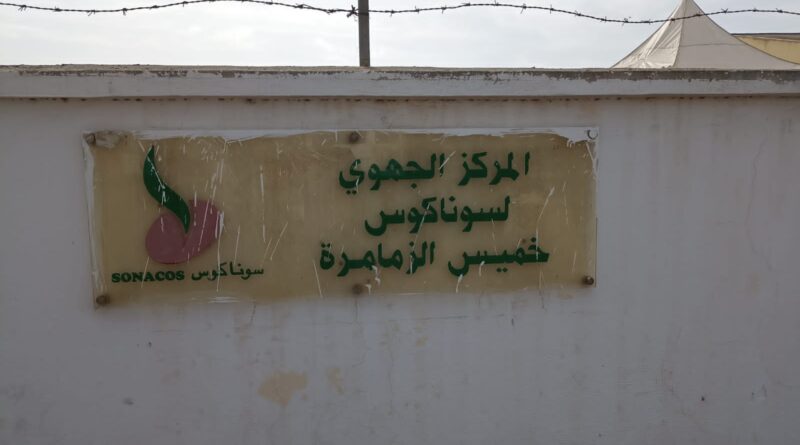 المركز الجهوي
لسوناكوس
خميس الزمامرة
SONACOS سوناكوس